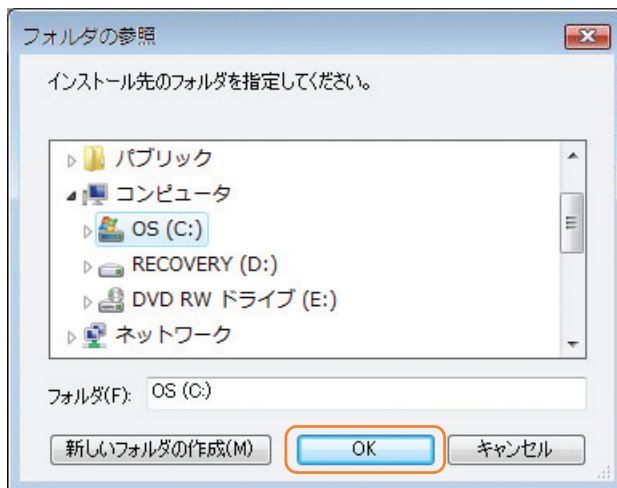 フォルダの参照
インストール先のフォルダを指定してください。
パブリック
コンピュータ
OS (C:)
RECOVERY (D:)
DVD RW ドライブ (E:)
ネットワーク
フォルダ(F): OS (C:)
新しいフォルダの作成(M) OK キャンセル